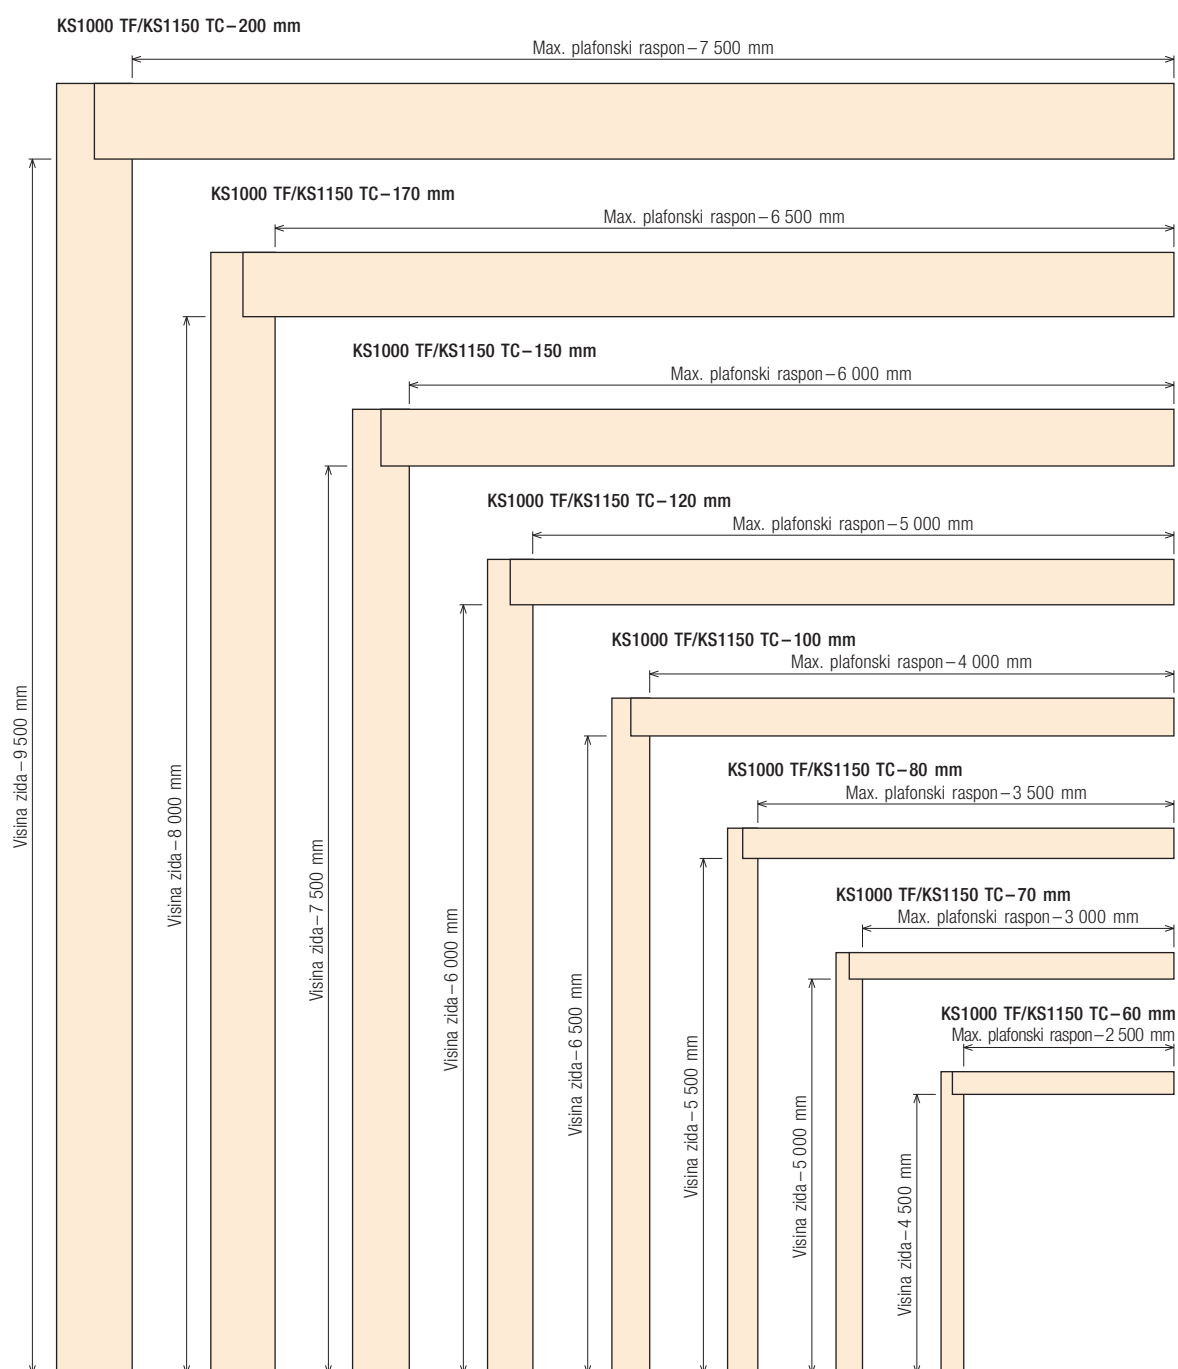 KS1000 TF/KS1150 TC–200 mm
Max. plafonski raspon–7 500 mm
Visina zida–9 500 mm
KS1000 TF/KS1150 TC–170 mm
Max. plafonski raspon–6 500 mm
Visina zida–8 000 mm
KS1000 TF/KS1150 TC–150 mm
Max. plafonski raspon–6 000 mm
Visina zida–7 500 mm
KS1000 TF/KS1150 TC–120 mm
Max. plafonski raspon–5 000 mm
Visina zida–6 000 mm
KS1000 TF/KS1150 TC–100 mm
Max. plafonski raspon–4 000 mm
Visina zida–6 500 mm
KS1000 TF/KS1150 TC–80 mm
Max. plafonski raspon–3 500 mm
Visina zida–5 500 mm
KS1000 TF/KS1150 TC–70 mm
Max. plafonski raspon–3 000 mm
Visina zida–5 000 mm
KS1000 TF/KS1150 TC–60 mm
Max. plafonski raspon–2 500 mm
Visina zida–4 500 mm